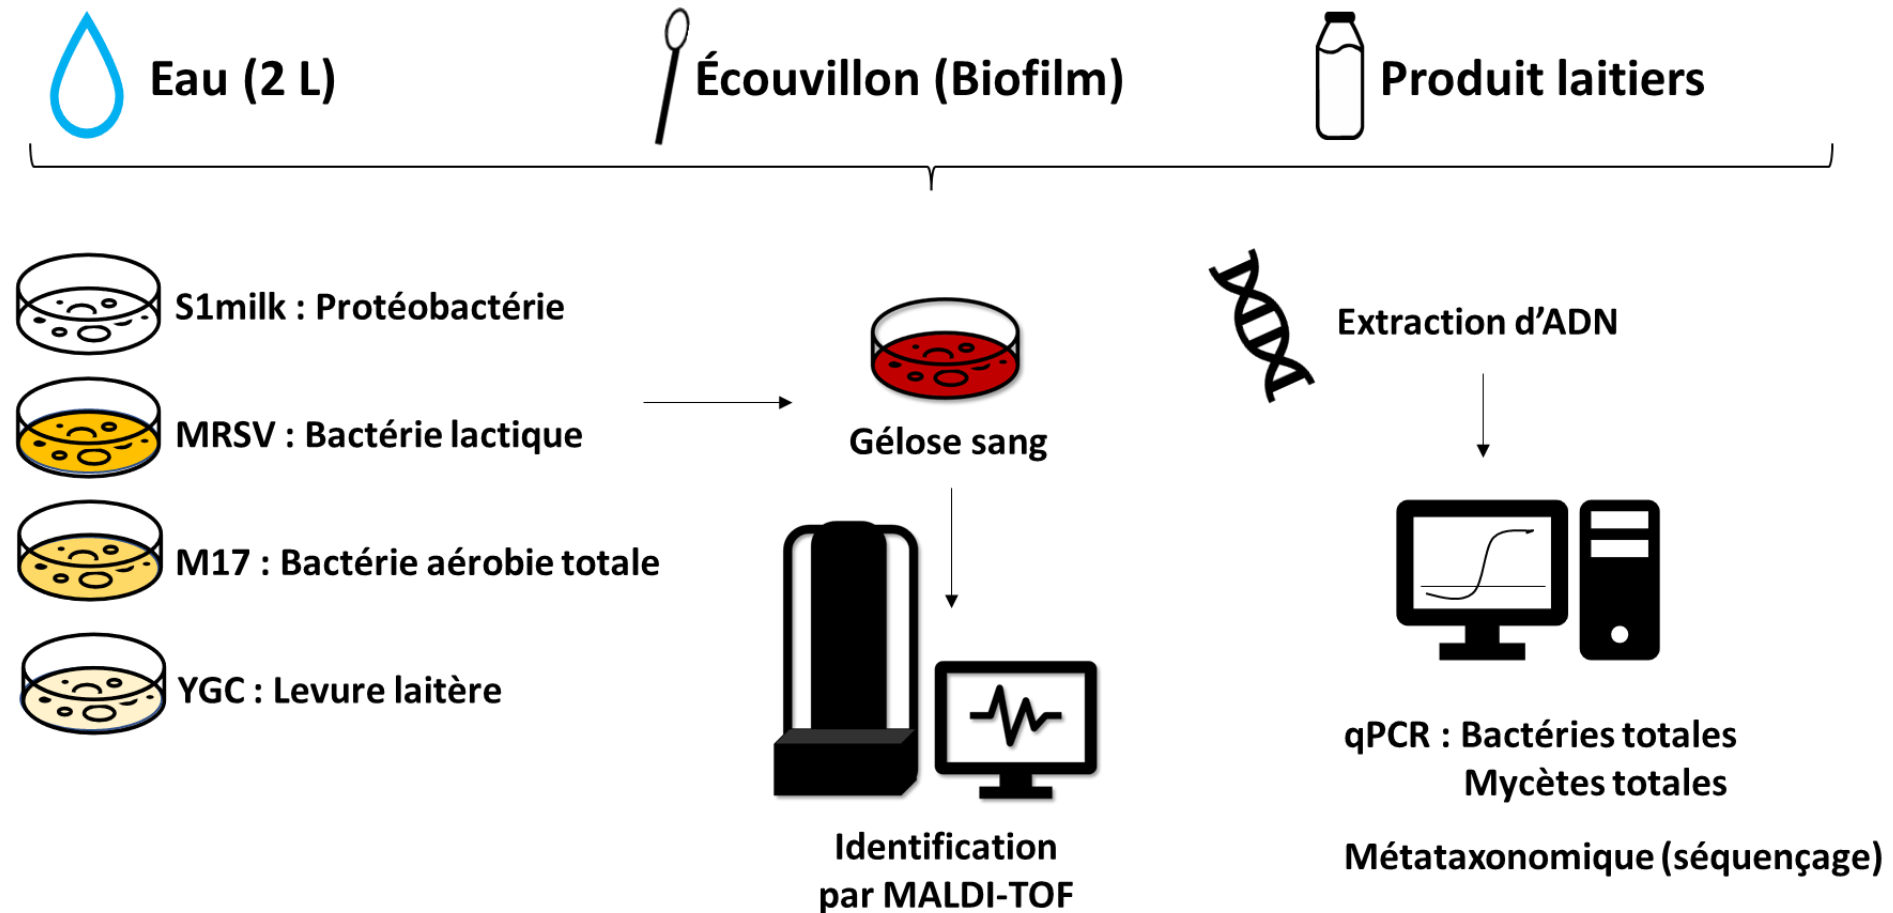 Eau (2 L)
Écouvillon (Biofilm)
Produit laitiers
S1milk : Protéobactérie
MRSV : Bactérie lactique
M17 : Bactérie aérobie totale
YGC : Levure laitère
Gélose sang
Identification
par MALDI-TOF
Extraction d'ADN
qPCR : Bactéries totales
Mycètes totales
Métataxonomique (séquençage)